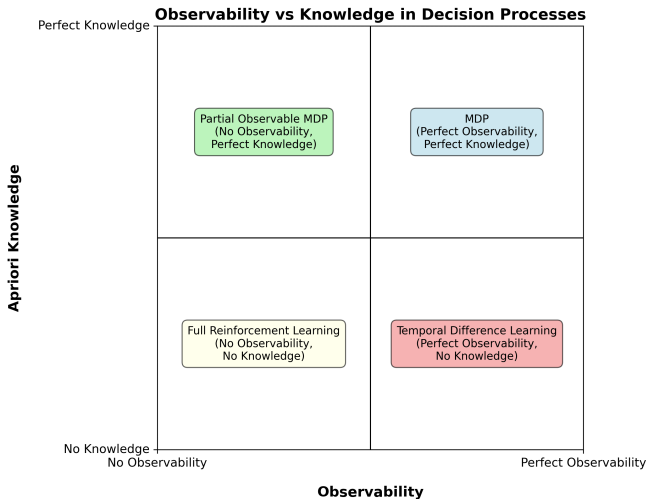 Observability vs Knowledge in Decision Processes
Perfect Knowledge
Partial Observable MDP
(No Observability,
Perfect Knowledge)
MDP
(Perfect Observability,
Perfect Knowledge)
Apriori Knowledge
Full Reinforcement Learning
(No Observability,
No Knowledge)
Temporal Difference Learning
(Perfect Observability,
No Knowledge)
No Knowledge
No Observability
Perfect Observability
Observability